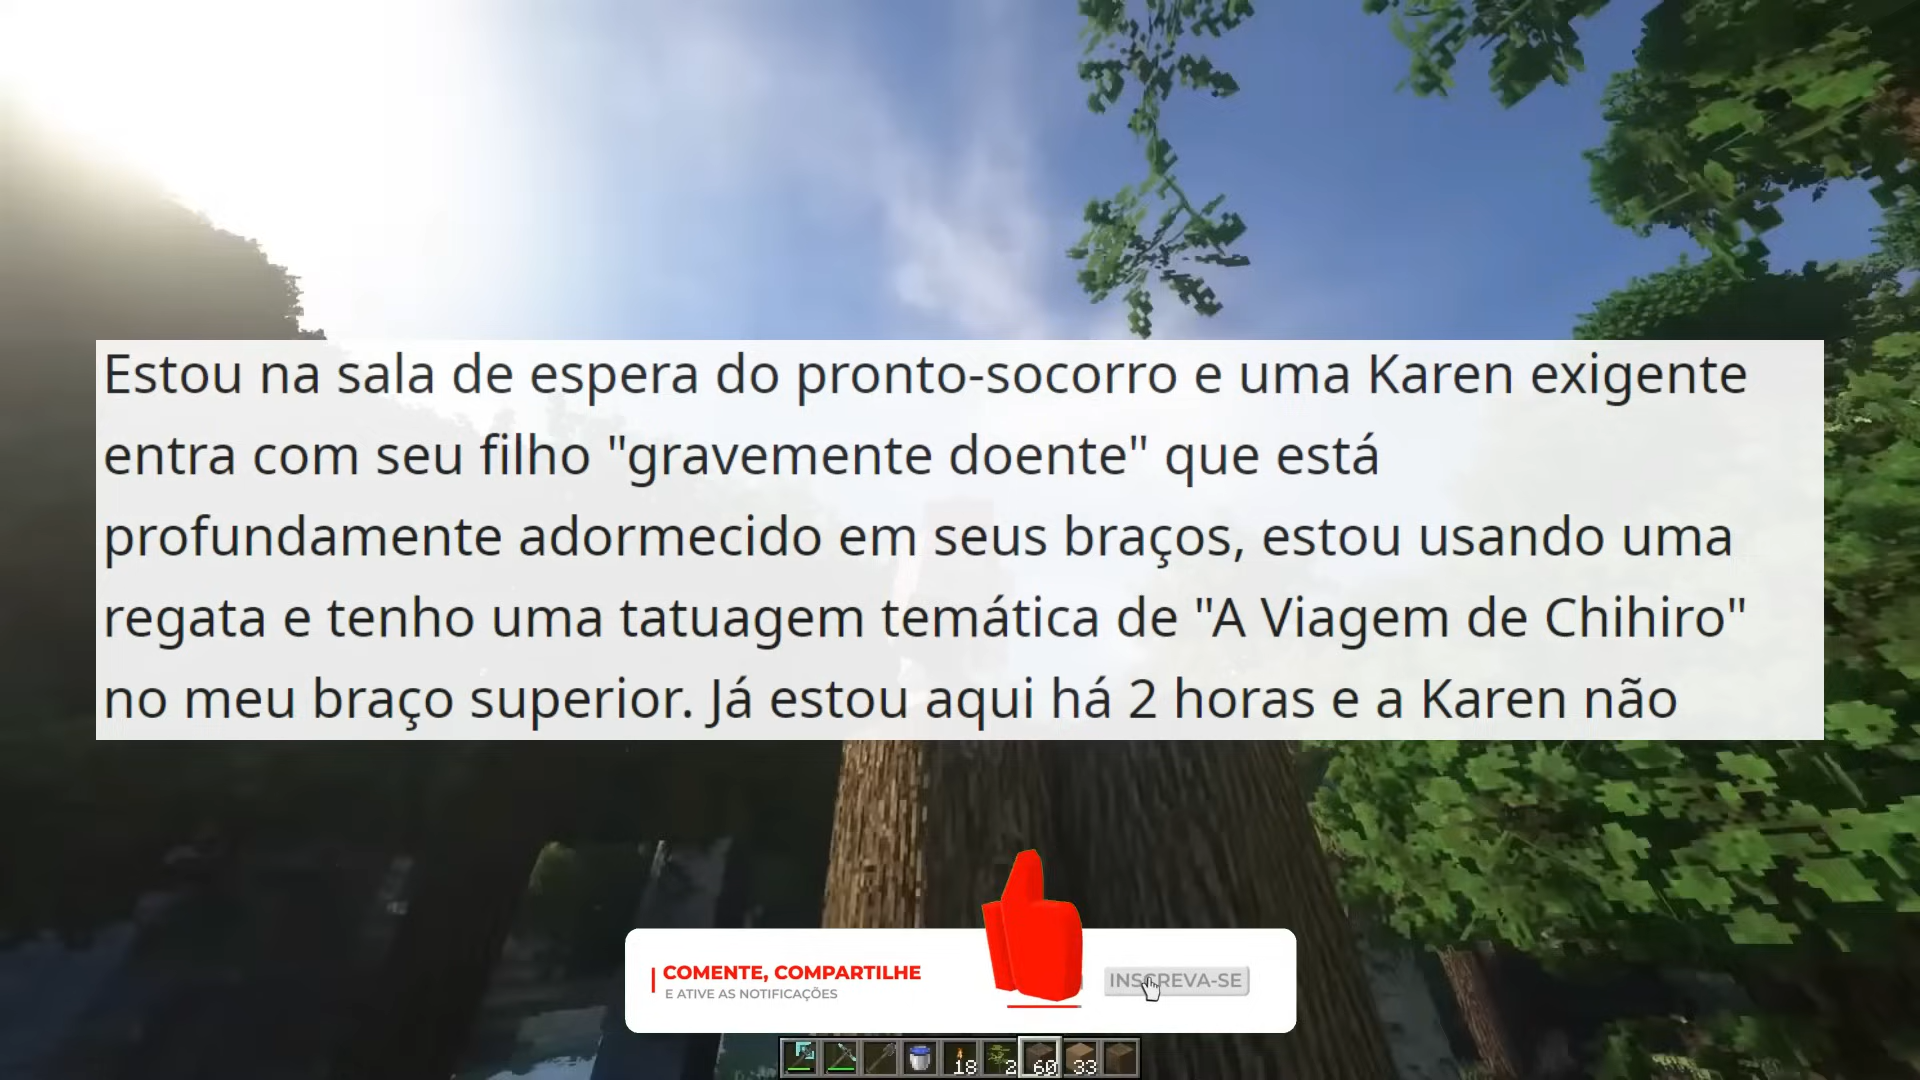 Estou na sala de espera do pronto-socorro e uma Karen exigente
entra com seu filho "gravemente doente" que está
profundamente adormecido em seus braços, estou usando uma
regata e tenho uma tatuagem temática de "A Viagem de Chihiro"
no meu braço superior. Já estou aqui há 2 horas e a Karen não
COMENTE, COMPARTILHE
E ATIVE AS NOTIFICAÇÕES
INSCREVA-SE
18 2 60 33